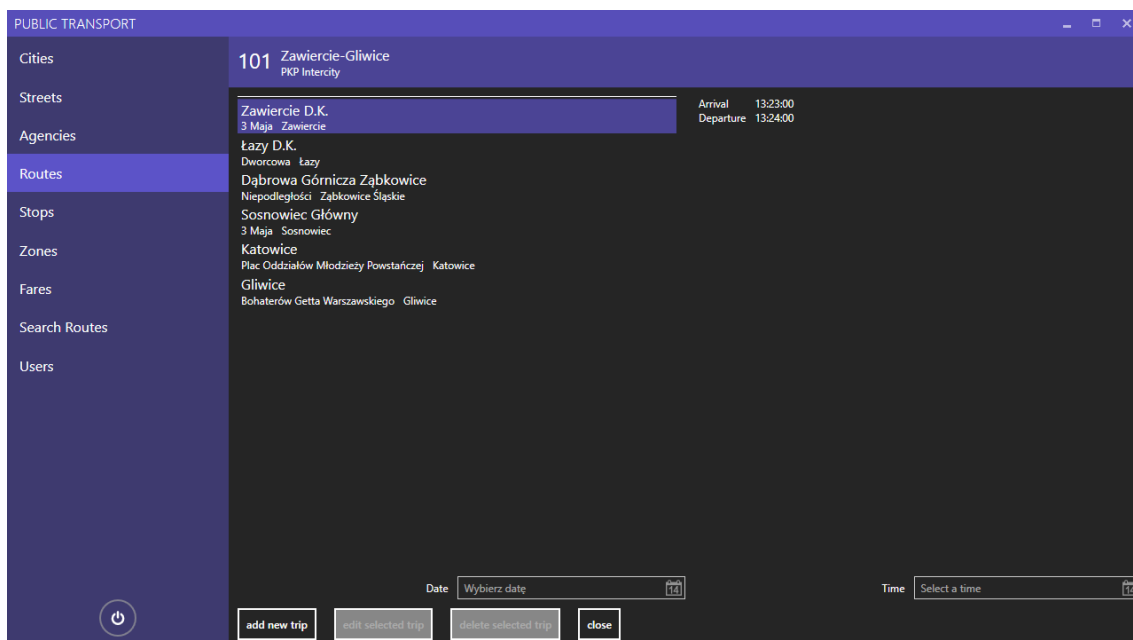 PUBLIC TRANSPORT
Cities
Streets
Agencies
Routes
Stops
Zones
Fares
Search Routes
Users
101 Zawiercie-Gliwice
PKP Intercity
Zawiercie D.K.
3 Maja Zawiercie
Łazy D.K.
Dworcowa Łazy
Dąbrowa Górnicza Ząbkowice
Niepodległości Ząbkowice Śląskie
Sosnowiec Główny
3 Maja Sosnowiec
Katowice
Plac Oddziałów Młodzieży Powstańczej Katowice
Gliwice
Bohaterów Getta Warszawskiego Gliwice
Arrival 13:23:00
Departure 13:24:00
Date Wybierz datę 14
Time Select a time 14
add new trip edit selected trip delete selected trip close